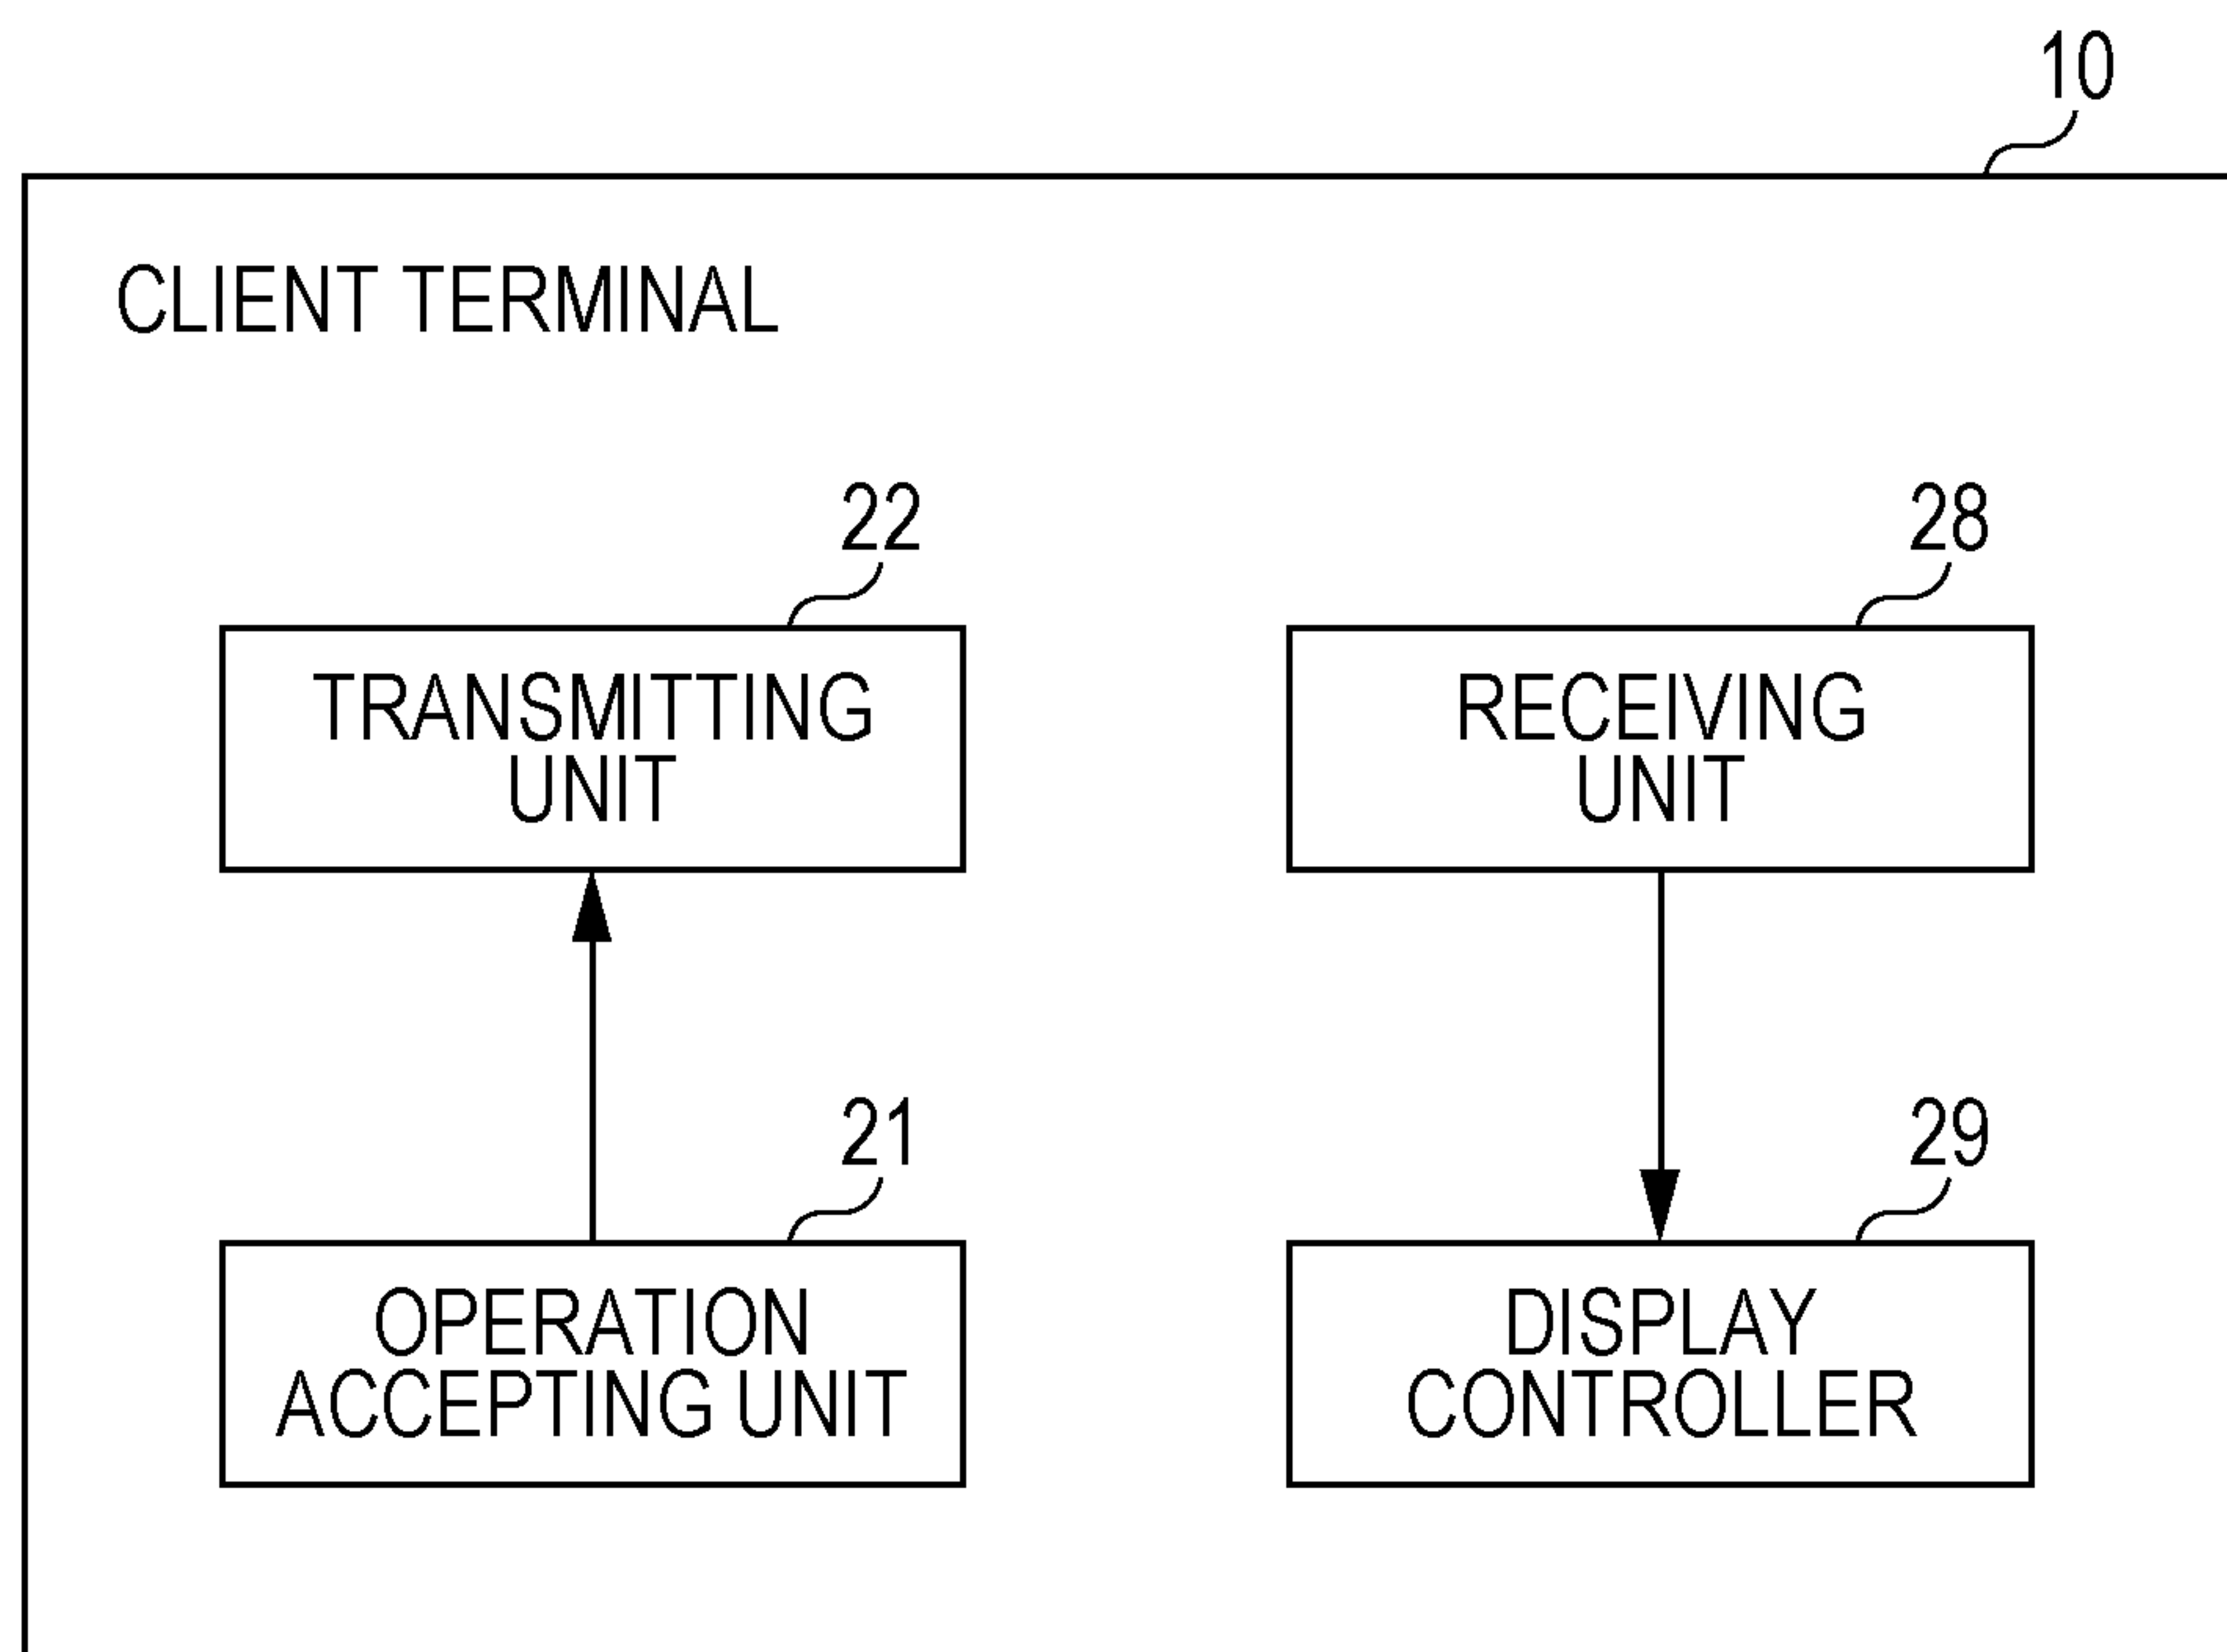 10
CLIENT TERMINAL
22
28
TRANSMITTING
UNIT
RECEIVING
UNIT
21
29
OPERATION
ACCEPTING UNIT
DISPLAY
CONTROLLER